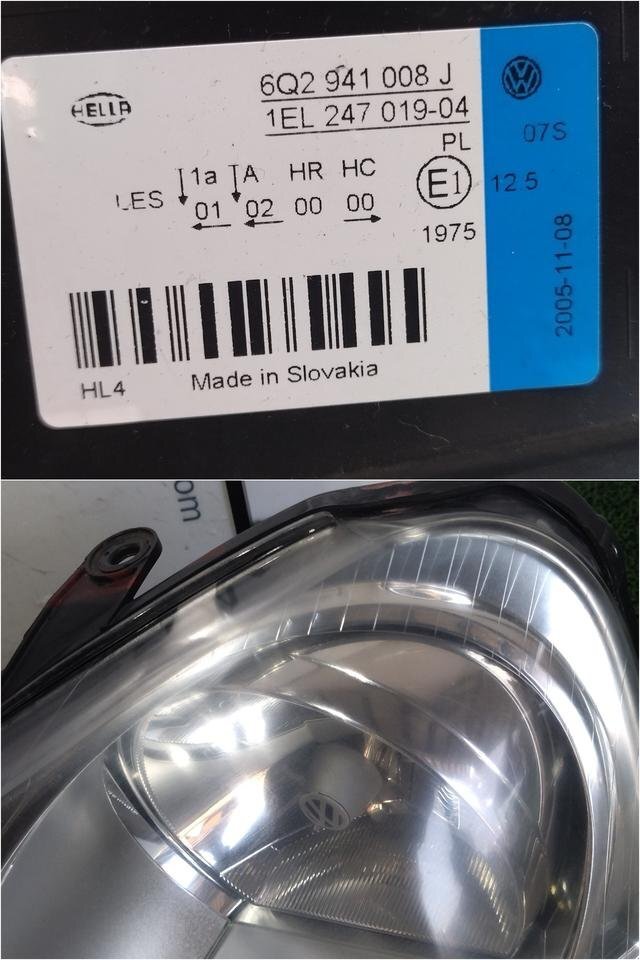 HELLA
6Q2 941 008 J
1EL 247 019-04
PL
1a A HR HC
LES 01 02 00 00
E1
1975
07S
12 5
2005-11-08
HL4
Made in Slovakia
com